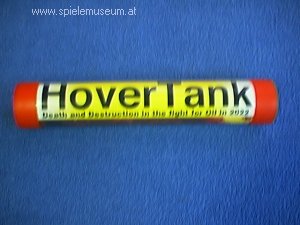 www.spielemuseum.at
HoverTank
Death and Destruction in the fight for Oil in 2022